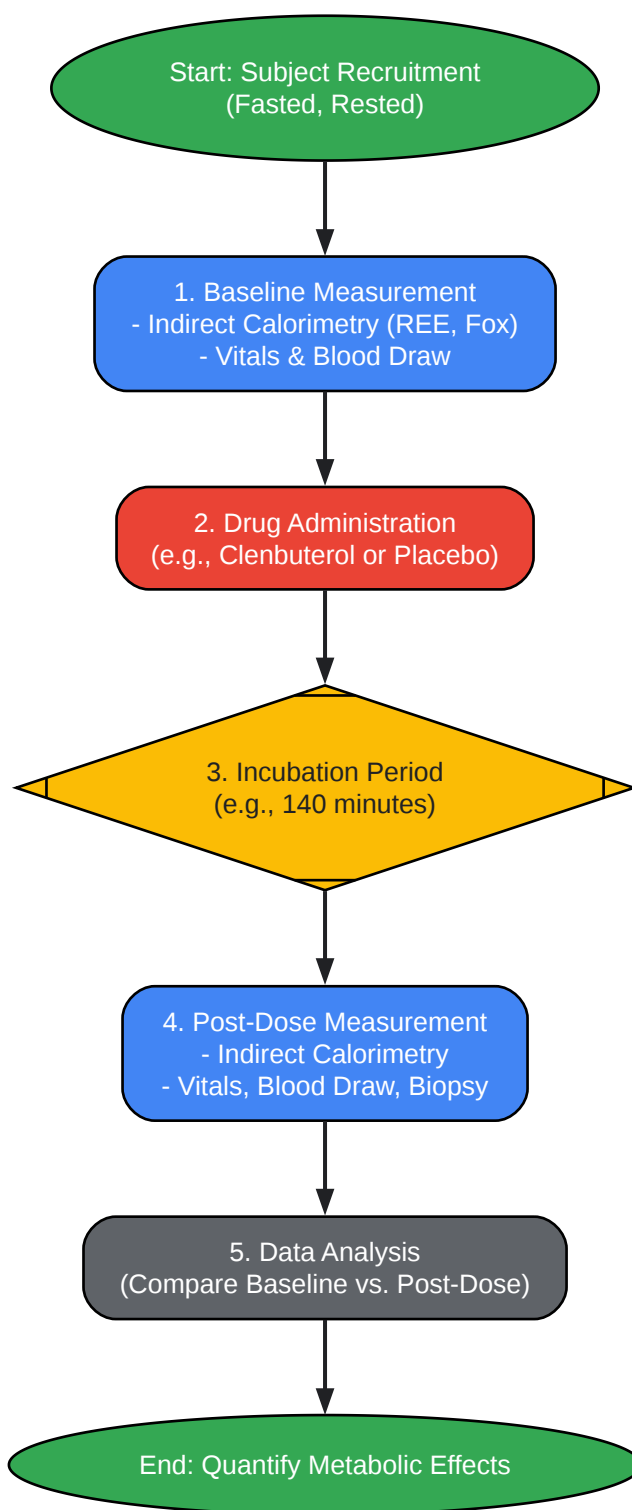 Start: Subject Recruitment
(Fasted, Rested)
1. Baseline Measurement
- Indirect Calorimetry (REE, Fox)
- Vitals & Blood Draw
2. Drug Administration
(e.g., Clenbuterol or Placebo)
3. Incubation Period
(e.g., 140 minutes)
4. Post-Dose Measurement
- Indirect Calorimetry
- Vitals, Blood Draw, Biopsy
5. Data Analysis
(Compare Baseline vs. Post-Dose)
End: Quantify Metabolic Effects